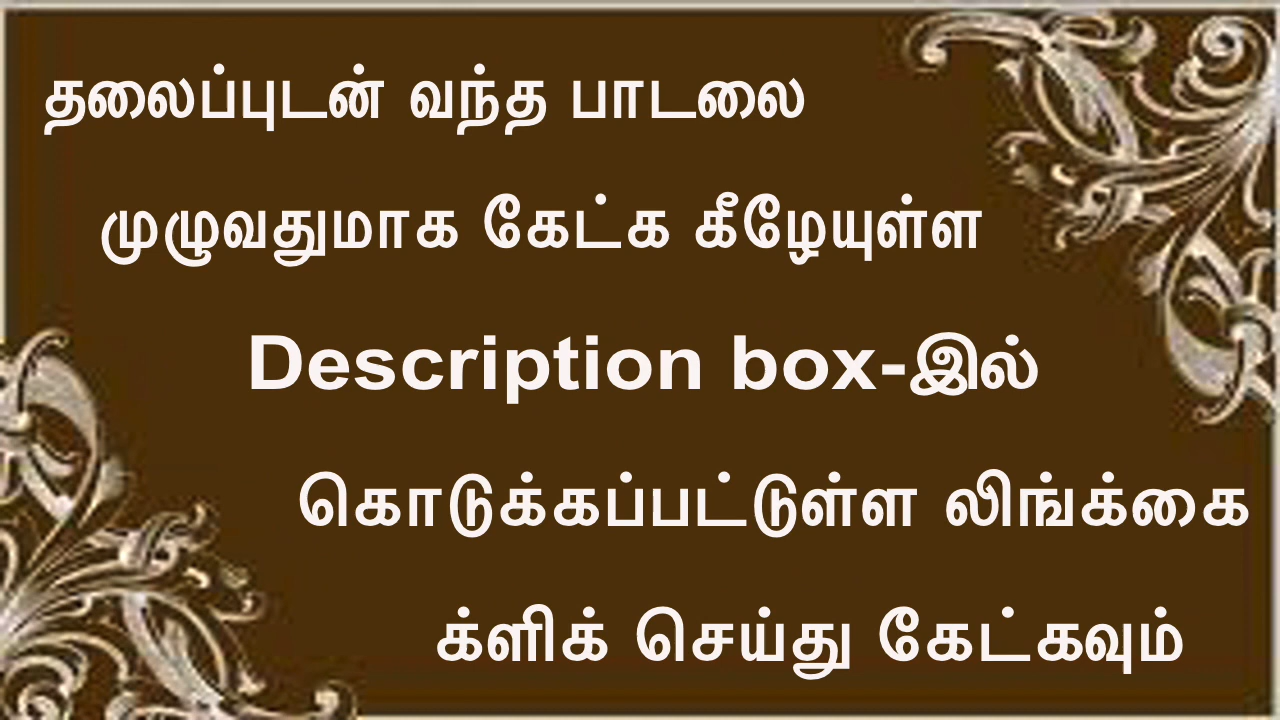 தலைப்புடன் வந்த பாடலை
முழுவதுமாக கேட்க கீழேயுள்ள
Description box-இல்
கொடுக்கப்பட்டுள்ள லிங்க்கை
க்ளிக் செய்து கேட்கவும்